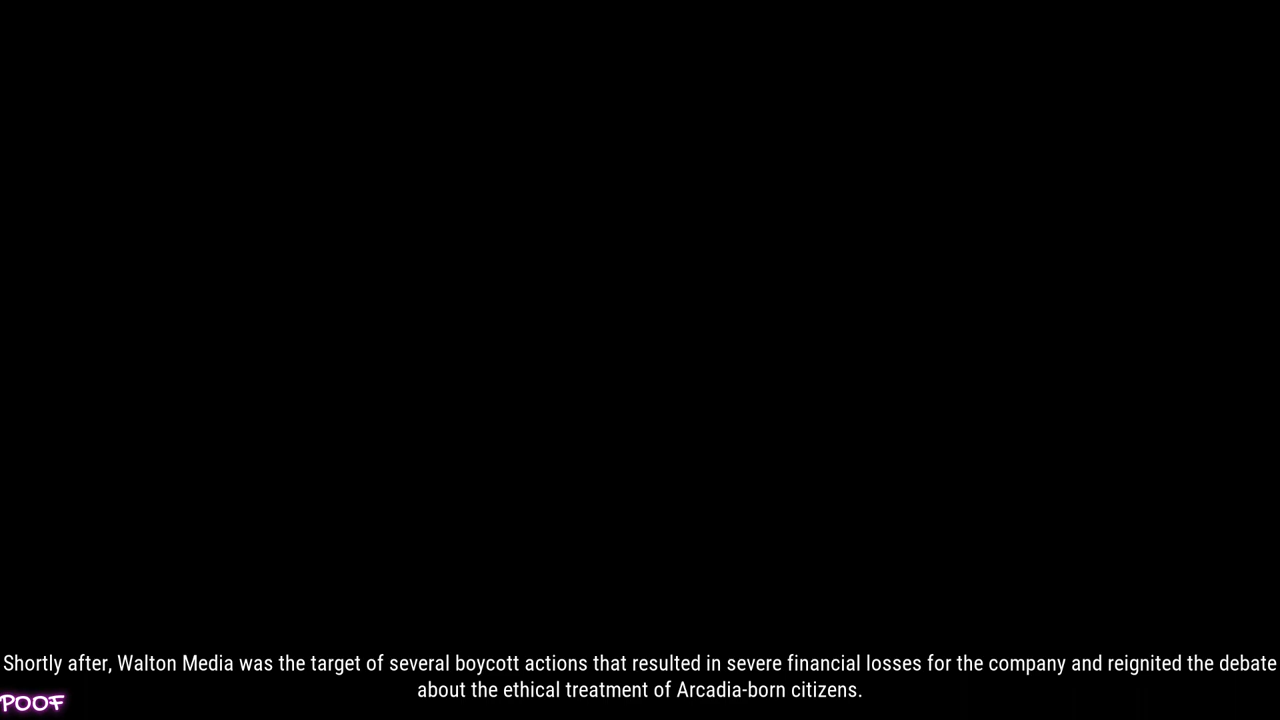 Shortly after, Walton Media was the target of several boycott actions that resulted in severe financial losses for the company and reignited the debate
about the ethical treatment of Arcadia-born citizens.
POOF